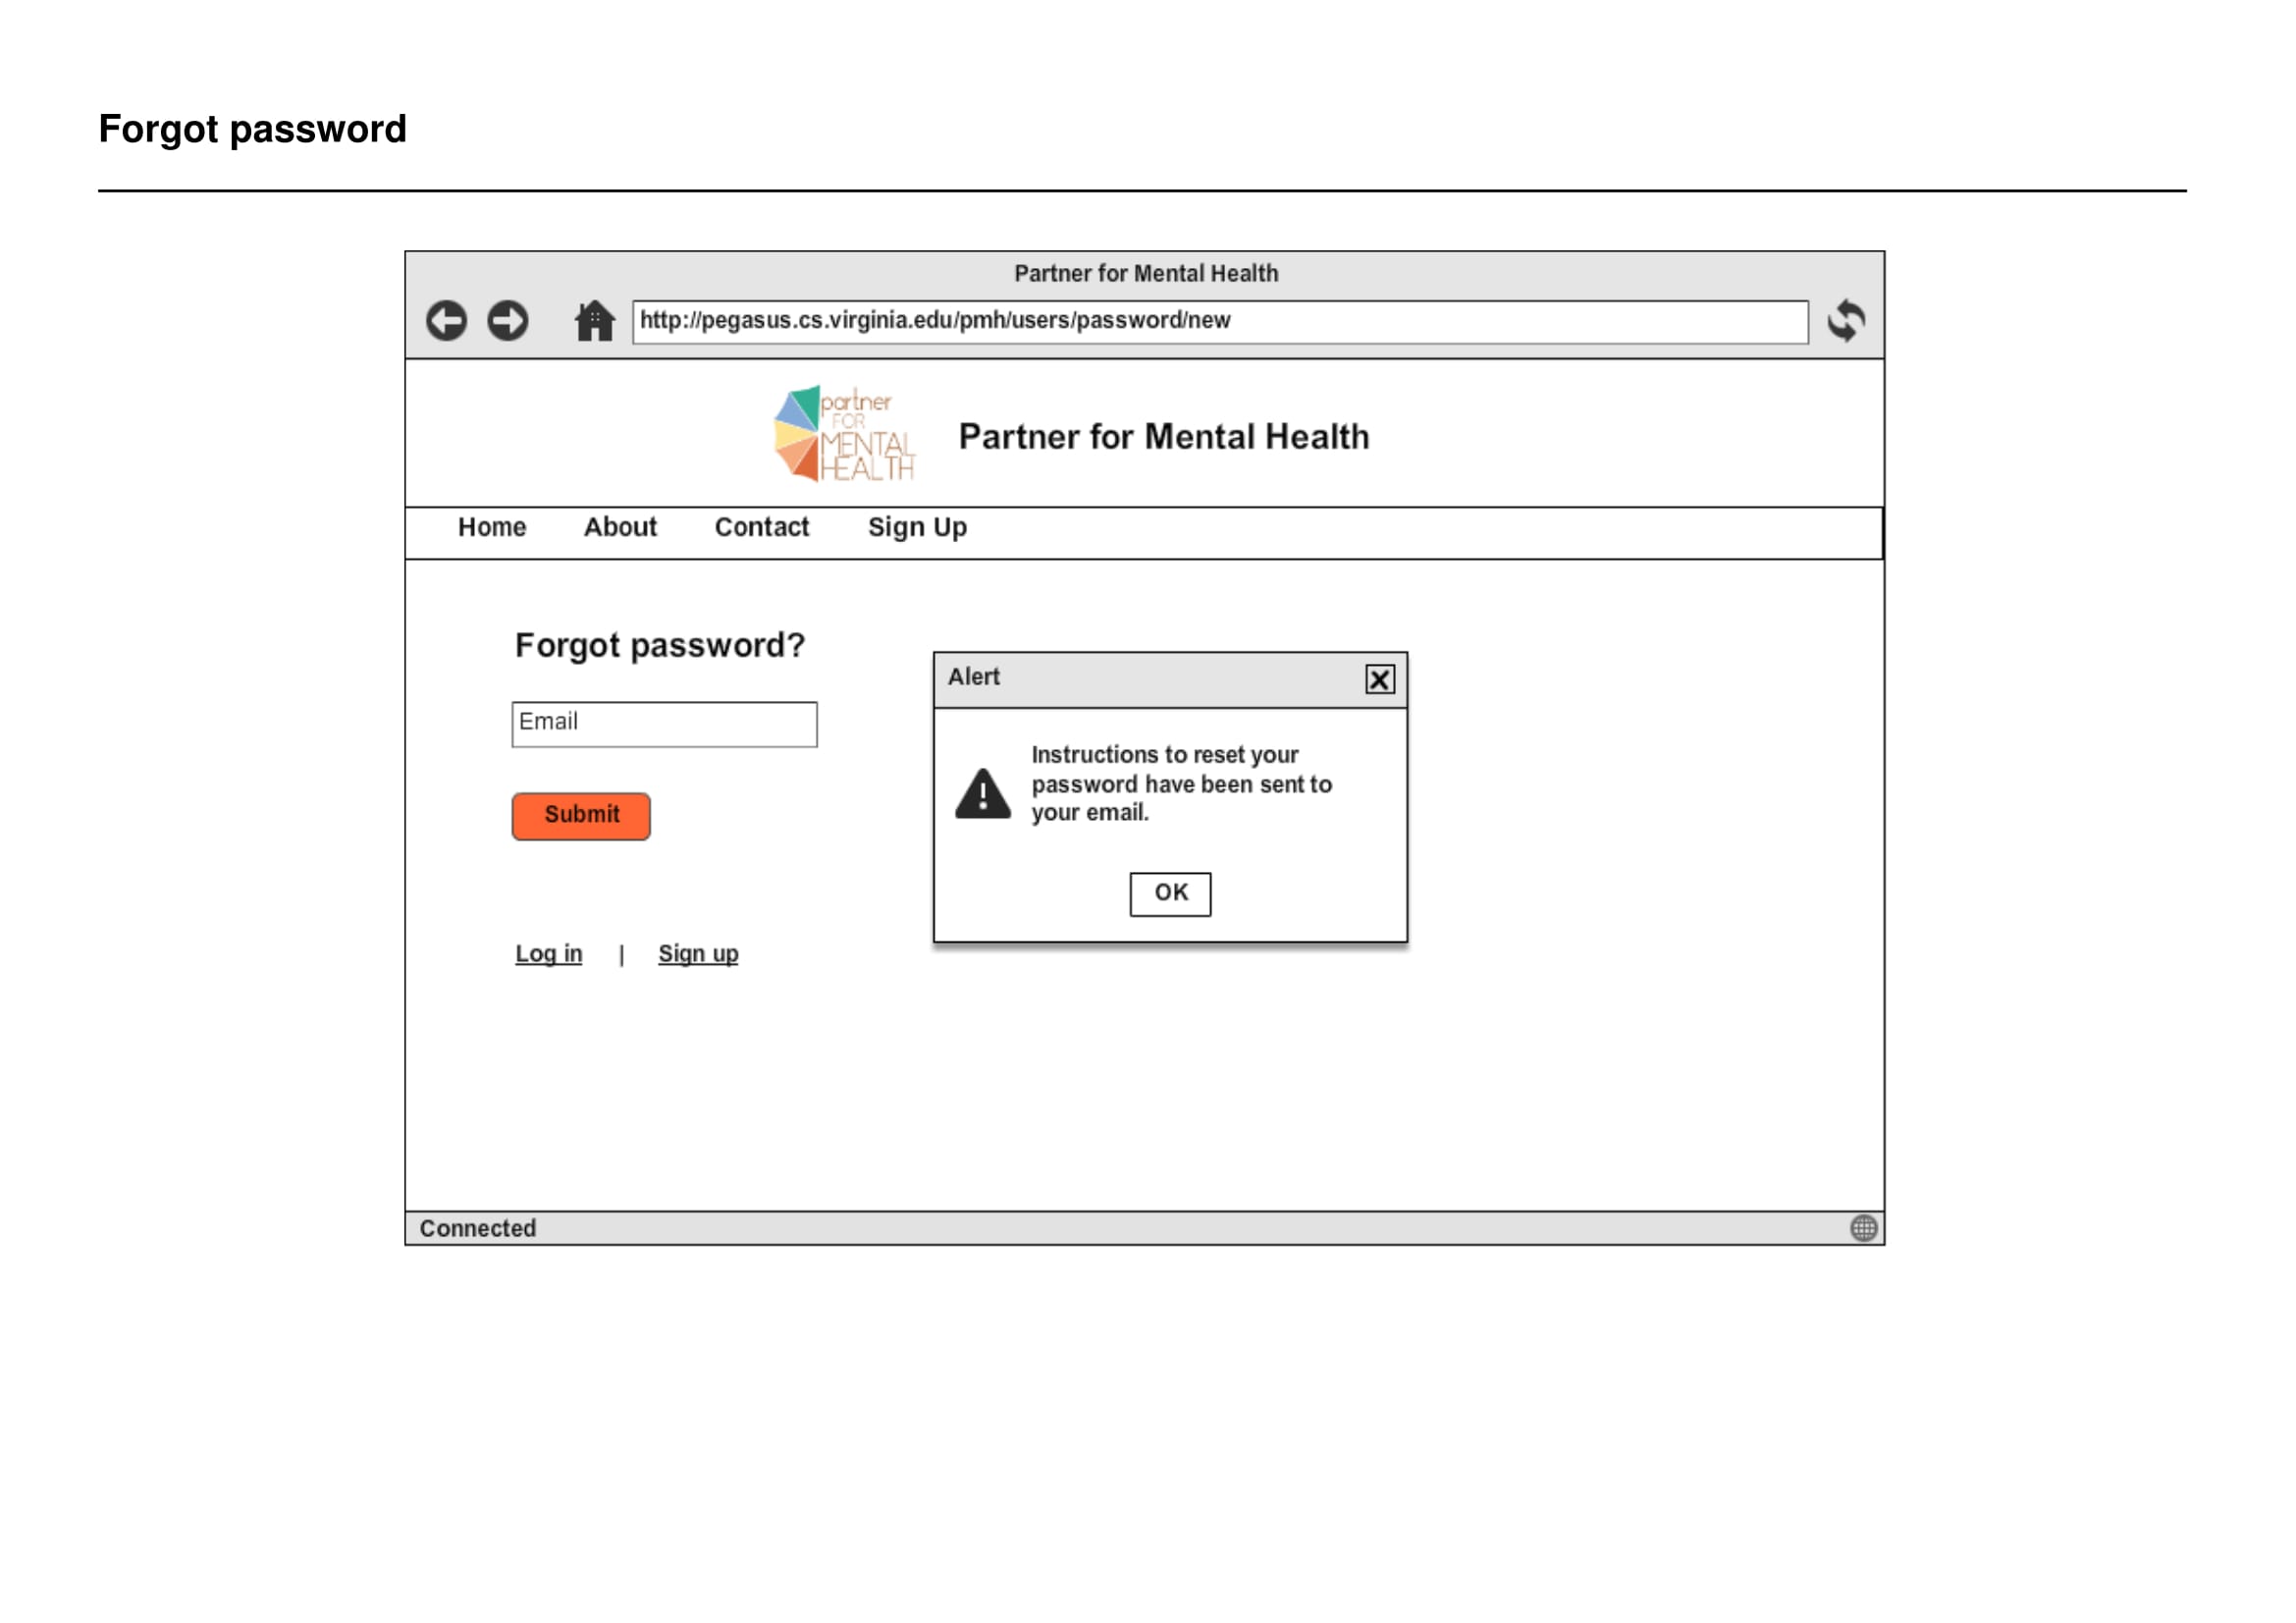 Forgot password
Partner for Mental Health
http://pegasus.cs.virginia.edu/pmh/users/password/new
partner
FOR
MENTAL
HEALTH
Partner for Mental Health
Home About Contact Sign Up
Forgot password?
Email
Submit
Log in | Sign up
Alert
Instructions to reset your
password have been sent to
your email.
OK
Connected